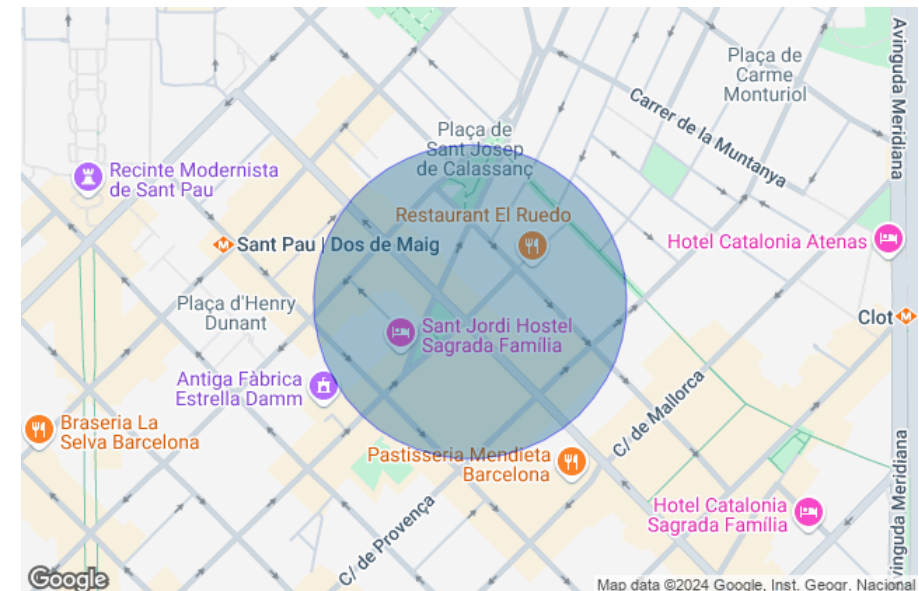 Avinguda Meridiana
Plaça de
Carme
Monturiol
Carrer de la Muntanya
Plaça de
Sant Josep
de Calassanç
Recinte Modernista
de Sant Pau
Restaurant El Ruedo
M Sant Pau | Dos de Maig
Hotel Catalonia Atenas
Plaça d'Henry
Dunant
Clot M
Sant Jordi Hostel
Sagrada Família
Antiga Fàbrica
Estrella Damm
C/ de Mallorca
Braseria La
Selva Barcelona
Pastisseria Mendieta
Barcelona
Avinguda Meridiana
C/ de Provença
Hotel Catalonia
Sagrada Família
Google
Map data ©2024 Google, Inst. Geogr. Nacional